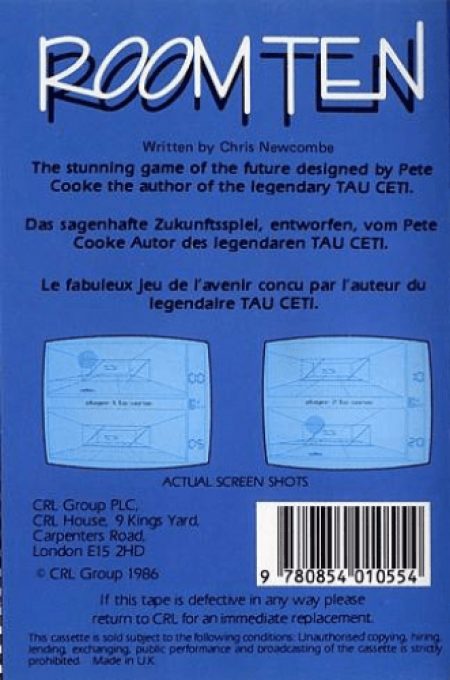 ROOM TEN
Written by Chris Newcombe
The stunning game of the future designed by Pete
Cooke the author of the legendary TAU CETI.
Das sagenhafte Zukunftsspiel, entworfen, vom Pete
Cooke Autor des legendaren TAU CETI.
Le fabuleux jeu de l'avenir concu par l'auteur du
legendaire TAU CETI.
00
05
10
20
ACTUAL SCREEN SHOTS
CRL Group PLC,
CRL House, 9 Kings Yard,
Carpenters Road,
London E15 2HD
© CRL Group 1986
9 780854 010554
If this tape is defective in any way please
return to CRL for an immediate replacement.
This cassette is sold subject to the following conditions: Unauthorised copying, hiring,
lending, exchanging, public performance and broadcasting of the cassette is strictly
prohibited. Made in U.K